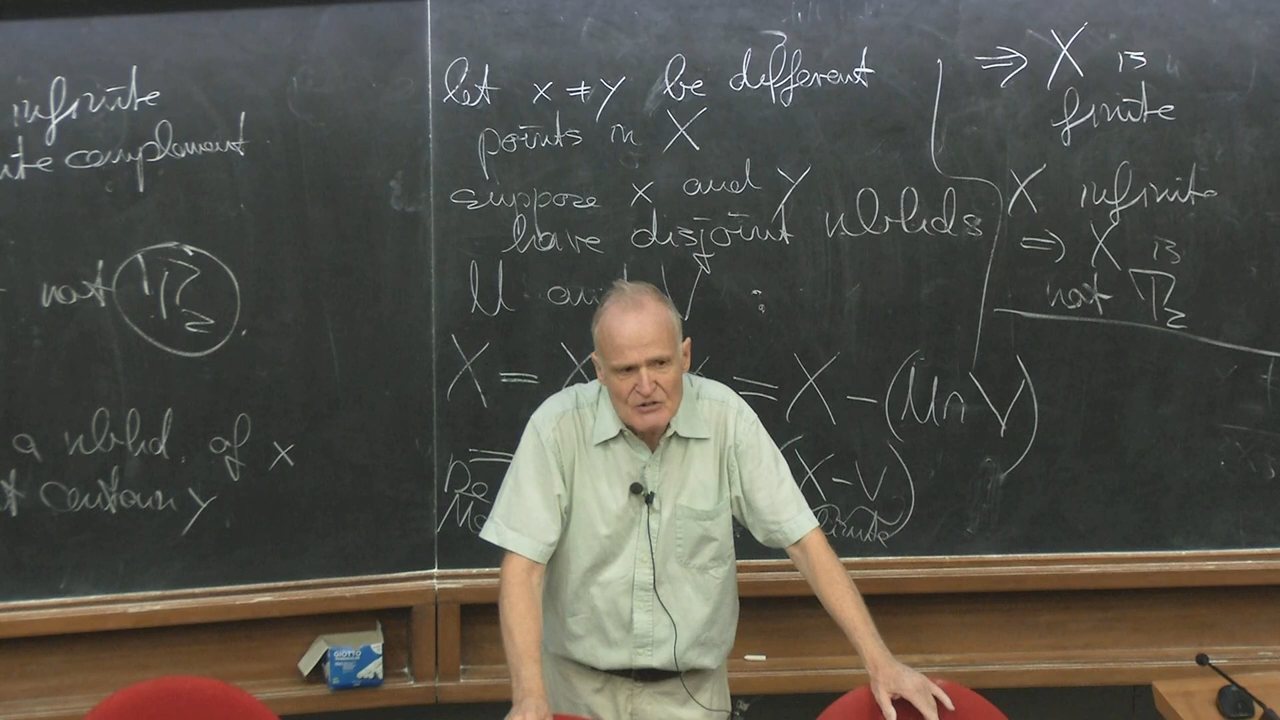 infinite
complement
not T₂
a nbhd. of x
contain y
let x ≠ y be different
points in X
suppose x and y
have disjoint nbhds
U and V :
X = X = X - (U ∩ V)
De (X - V)
finite
⇒ X is
finite
X infinite
⇒ X is
not T₂
GIOTTO